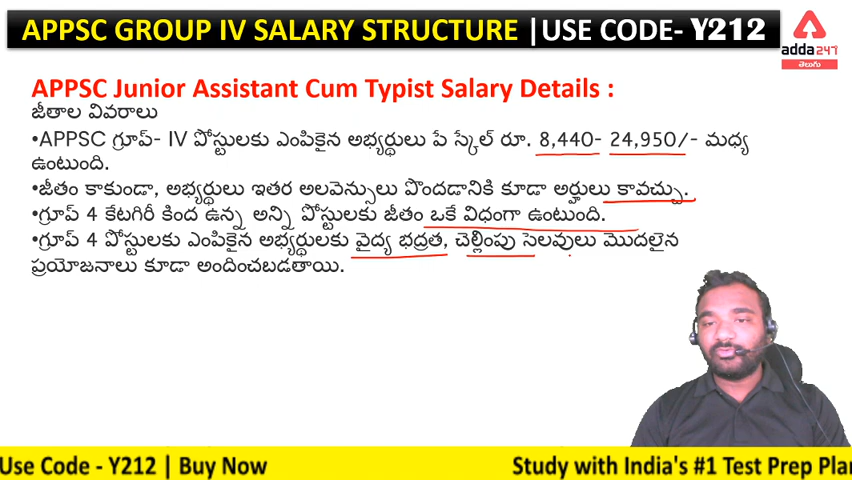 APPSC GROUP IV SALARY STRUCTURE |USE CODE- Y212
adda247
తెలుగు
APPSC Junior Assistant Cum Typist Salary Details :
జీతాల వివరాలు
•APPSC గ్రూప్- IV పోస్టులకు ఎంపికైన అభ్యర్థులు పే స్కేల్ రూ. 8,440- 24,950/- మధ్య
ఉంటుంది.
•జీతం కాకుండా, అభ్యర్థులు ఇతర అలవెన్సులు పొందడానికి కూడా అర్హులు కావచ్చు.
•గ్రూప్ 4 కేటగిరీ కింద ఉన్న అన్ని పోస్టులకు జీతం ఒకే విధంగా ఉంటుంది.
•గ్రూప్ 4 పోస్టులకు ఎంపికైన అభ్యర్థులకు వైద్య భద్రత, చెల్లింపు సెలవులు మొదలైన
ప్రయోజనాలు కూడా అందించబడతాయి.
Use Code - Y212 | Buy Now
Study with India's #1 Test Prep Plat